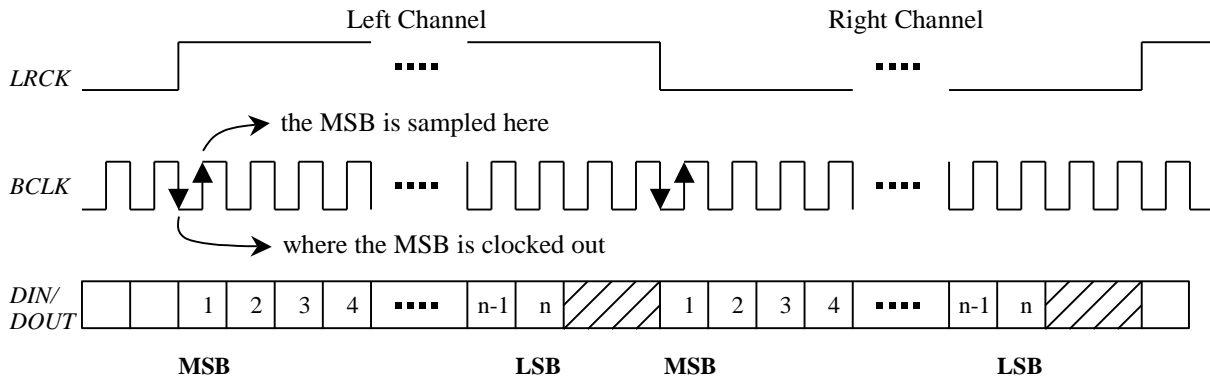 Left Channel Right Channel
LRCK
the MSB is sampled here
BCLK
where the MSB is clocked out
DIN/
DOUT
1 2 3 4 n-1 n 1 2 3 4 n-1 n
MSB LSB MSB LSB